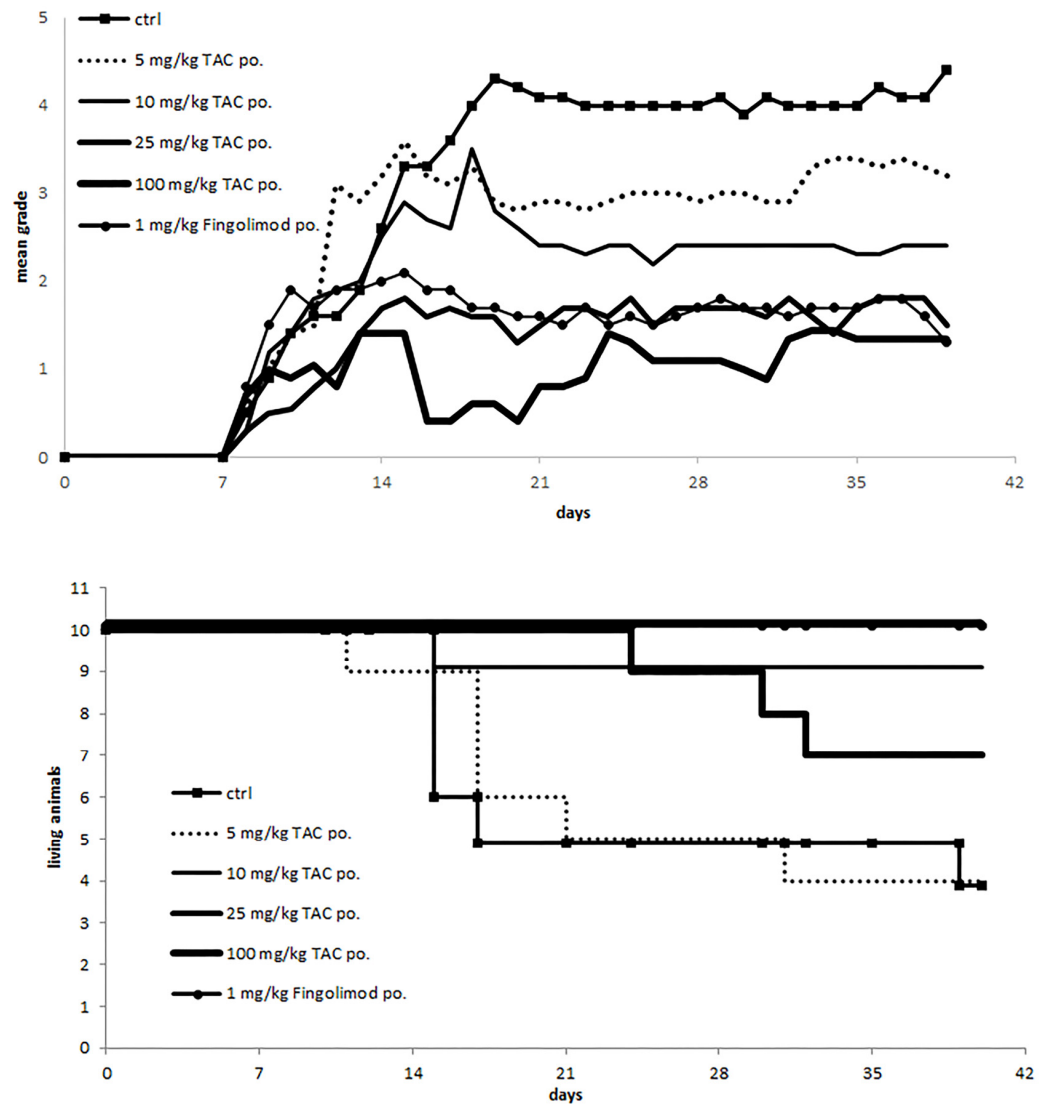 5
ctrl
5 mg/kg TAC po.
4
10 mg/kg TAC po.
25 mg/kg TAC po.
3
100 mg/kg TAC po.
1 mg/kg Fingolimod po.
mean grade
2
1
0
0 7 14 21 28 35 42
days
11
10
9
8
7
6
5
4
3
2
1
0
living animals
ctrl
5 mg/kg TAC po.
10 mg/kg TAC po.
25 mg/kg TAC po.
100 mg/kg TAC po.
1 mg/kg Fingolimod po.
0 7 14 21 28 35 42
days